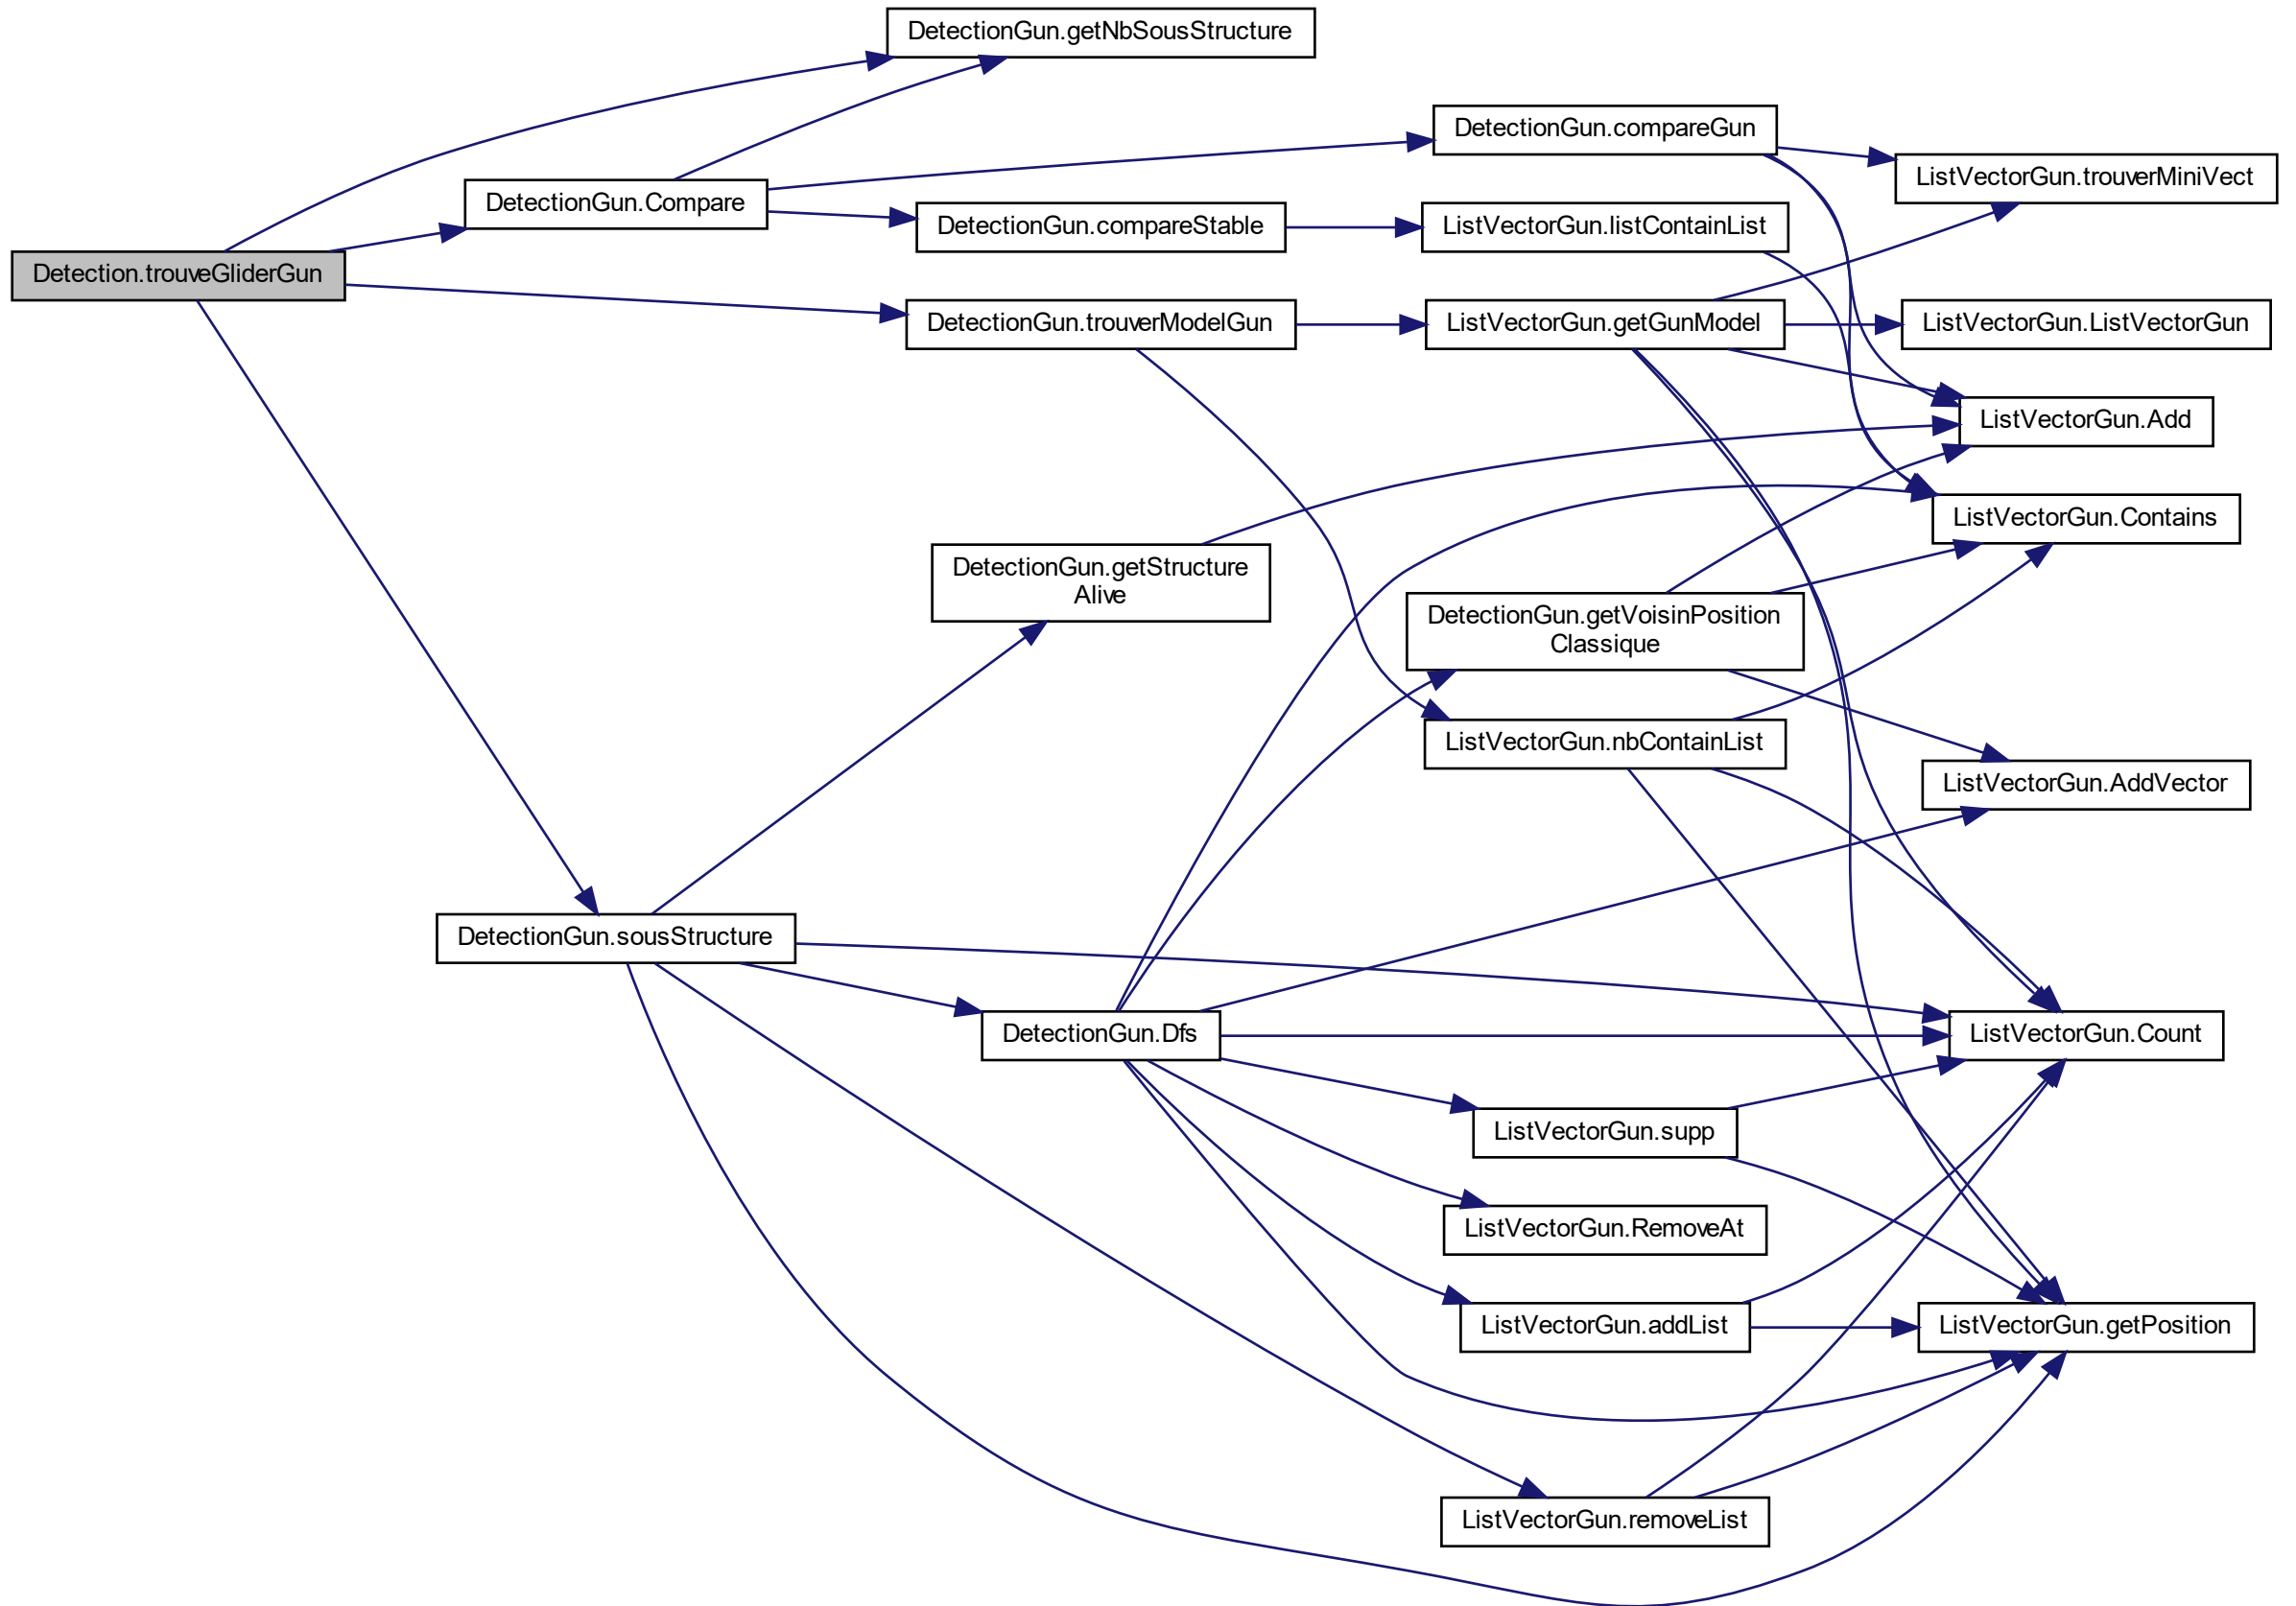 DetectionGun.getNbSousStructure
DetectionGun.compareGun
ListVectorGun.trouverMiniVect
DetectionGun.Compare
DetectionGun.compareStable
ListVectorGun.listContainList
Detection.trouveGliderGun
DetectionGun.trouverModelGun
ListVectorGun.getGunModel
ListVectorGun.ListVectorGun
ListVectorGun.Add
ListVectorGun.Contains
DetectionGun.getStructure
Alive
DetectionGun.getVoisinPosition
Classique
ListVectorGun.nbContainList
ListVectorGun.AddVector
DetectionGun.sousStructure
DetectionGun.Dfs
ListVectorGun.Count
ListVectorGun.supp
ListVectorGun.RemoveAt
ListVectorGun.addList
ListVectorGun.getPosition
ListVectorGun.removeList